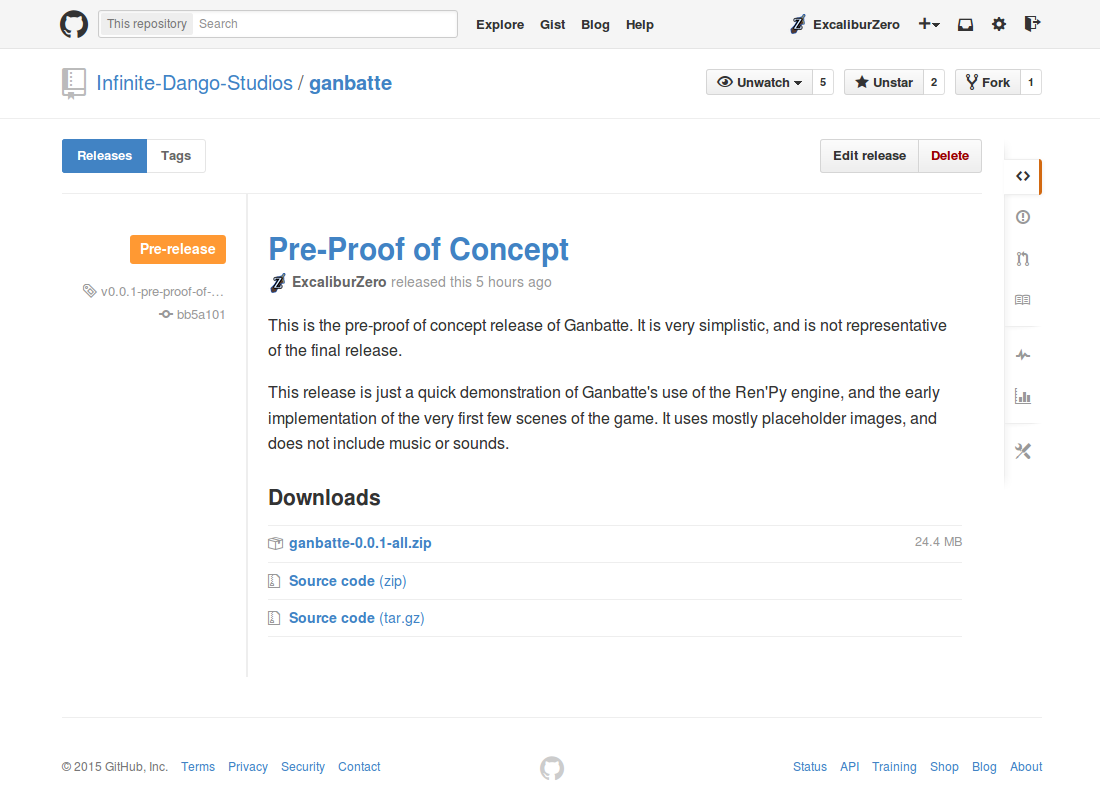 This repository Search Explore Gist Blog Help ExcaliburZero
Infinite-Dango-Studios / ganbatte Unwatch 5 Unstar 2 Fork 1
Releases Tags Edit release Delete
Pre-release
v0.0.1-pre-proof-of-...
bb5a101
Pre-Proof of Concept
ExcaliburZero released this 5 hours ago
This is the pre-proof of concept release of Ganbatte. It is very simplistic, and is not representative
of the final release.
This release is just a quick demonstration of Ganbatte's use of the Ren'Py engine, and the early
implementation of the very first few scenes of the game. It uses mostly placeholder images, and
does not include music or sounds.
Downloads
ganbatte-0.0.1-all.zip 24.4 MB
Source code (zip)
Source code (tar.gz)
© 2015 GitHub, Inc. Terms Privacy Security Contact Status API Training Shop Blog About